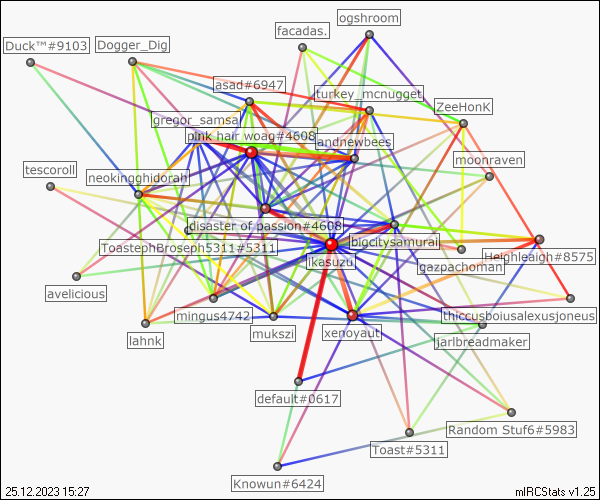 ogshroom
facadas.
Duck™#9103
Dogger_Dig
asad#6947
turkey_mcnugget
ZeeHonK
gregor_samsa
pink hair woag#4608
andnewbees
moonraven
tescoroll
neokingghidorah
disaster of passion#4608
ToastephBroseph5311#5311
bigcitysamurai
jkasuzu
gazpachoman
Heighleigh#8575
avelicious
mingus4742
thiccusboiusalexusjoneus
lahnk
mukszi
xenoyaut
jarlbreadmaker
default#0617
Random Stuf6#5983
Toast#5311
Knowun#6424
25.12.2023 15:27
mIRCStats v1.25